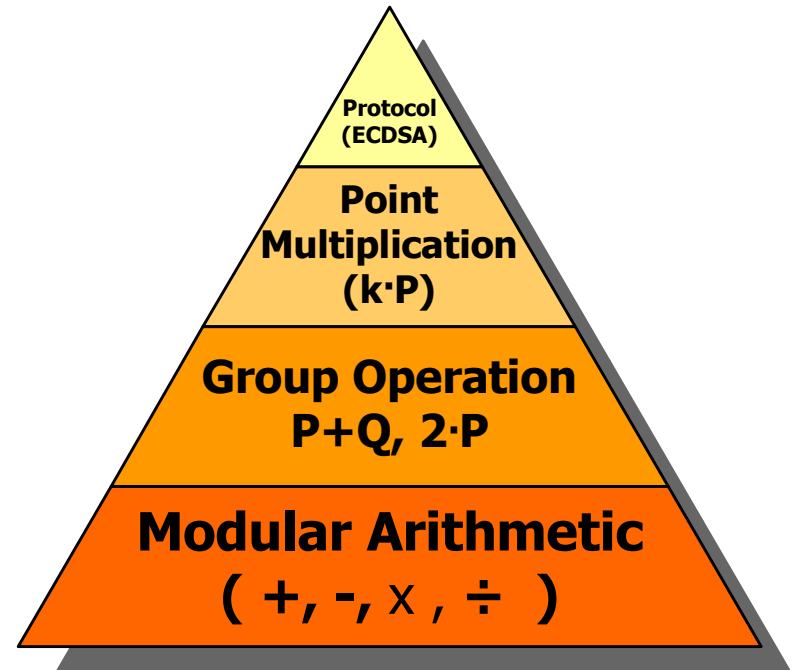 Protocol
(ECDSA)
Point
Multiplication
(k·P)
Group Operation
P+Q, 2·P
Modular Arithmetic
( +, -, x , ÷ )